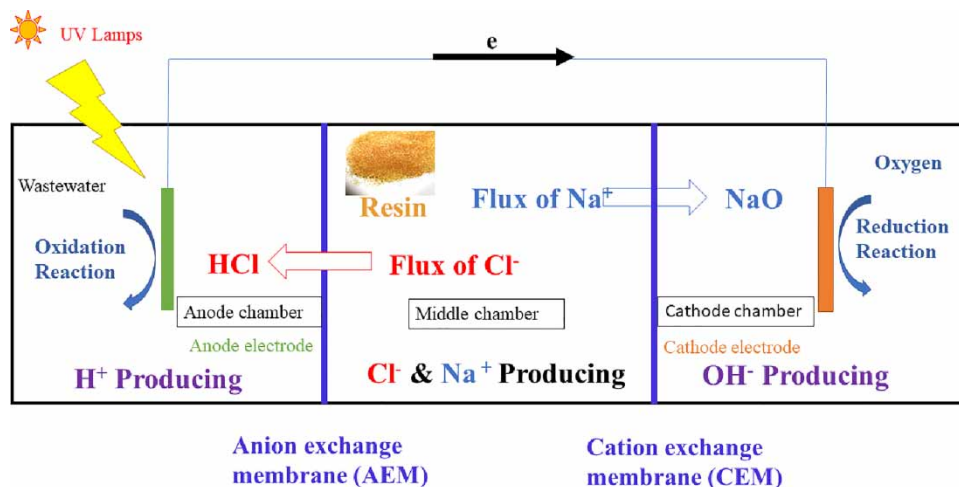 UV Lamps
e
Wastewater
Oxidation
Reaction
HCl
Anode chamber
Anode electrode
H⁺ Producing
Resin
Flux of Na⁺
Flux of Cl⁻
Middle chamber
Cl⁻ & Na⁺ Producing
NaO
Oxygen
Reduction
Reaction
Cathode chamber
Cathode electrode
OH⁻ Producing
Anion exchange
membrane (AEM)
Cation exchange
membrane (CEM)